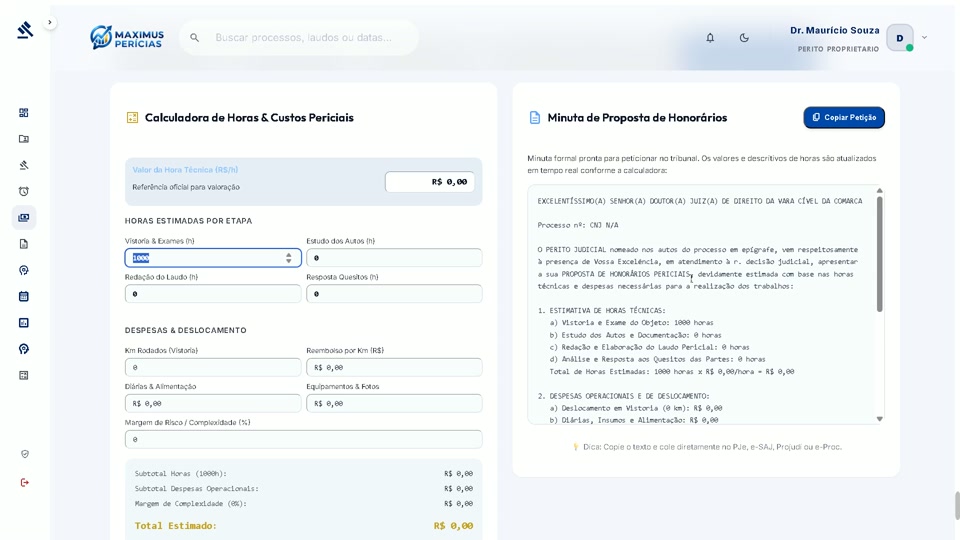 MAXIMUS
PERÍCIAS
Buscar processos, laudos ou datas...
Dr. Maurício Souza
PERITO PROPRIETARIO
D
Calculadora de Horas & Custos Periciais
Valor da Hora Técnica (R$/h)
Referência oficial para valoração
R$ 0,00
HORAS ESTIMADAS POR ETAPA
Vistoria & Exames (h)
1000
Estudo dos Autos (h)
0
Redação do Laudo (h)
0
Resposta Quesitos (h)
0
DESPESAS & DESLOCAMENTO
Km Rodados (Vistoria)
0
Reembolso por Km (R$)
R$ 0,00
Diárias & Alimentação
R$ 0,00
Equipamentos & Fotos
R$ 0,00
Margem de Risco / Complexidade (%)
0
Subtotal Horas (1000h): R$ 0,00
Subtotal Despesas Operacionais: R$ 0,00
Margem de Complexidade (0%): R$ 0,00
Total Estimado: R$ 0,00
Minuta de Proposta de Honorários
Copiar Petição
Minuta formal pronta para peticionar no tribunal. Os valores e descritivos de horas são atualizados
em tempo real conforme a calculadora:
EXCELENTÍSSIMO(A) SENHOR(A) DOUTOR(A) JUIZ(A) DE DIREITO DA VARA CÍVEL DA COMARCA
Processo nº: CNJ N/A
O PERITO JUDICIAL nomeado nos autos do processo em epígrafe, vem respeitosamente
à presença de Vossa Excelência, em atendimento à r. decisão judicial, apresentar
a sua PROPOSTA DE HONORÁRIOS PERICIAIS, devidamente estimada com base nas horas
técnicas e despesas necessárias para a realização dos trabalhos:
1. ESTIMATIVA DE HORAS TÉCNICAS:
a) Vistoria e Exame do Objeto: 1000 horas
b) Estudo dos Autos e Documentação: 0 horas
c) Redação e Elaboração do Laudo Pericial: 0 horas
d) Análise e Resposta aos Quesitos das Partes: 0 horas
Total de Horas Estimadas: 1000 horas x R$ 0,00/hora = R$ 0,00
2. DESPESAS OPERACIONAIS E DE DESLOCAMENTO:
a) Deslocamento em Vistoria (0 km): R$ 0,00
b) Diárias, Insumos e Alimentação: R$ 0,00
Dica: Copie o texto e cole diretamente no PJe, e-SAJ, Projudi ou e-Proc.